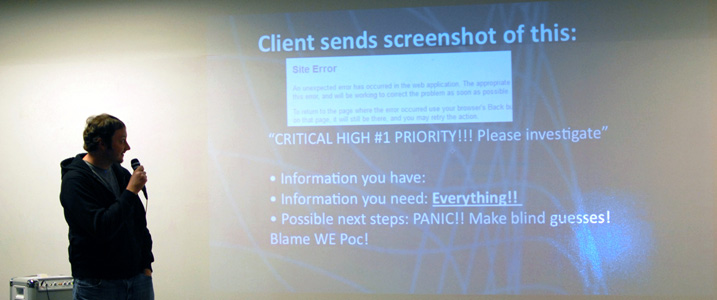 Client sends screenshot of this:
Site Error
An unexpected error has occurred in the web application. The appropriate
this error, and will be working to correct the problem as soon as possible
To return to the page where the error occured use your browser's Back
on that page. It will still be there, and you may retry the action.
“CRITICAL HIGH #1 PRIORITY!!! Please investigate”
• Information you have:
• Information you need: Everything!!
• Possible next steps: PANIC!! Make blind guesses!
Blame WE Poc!